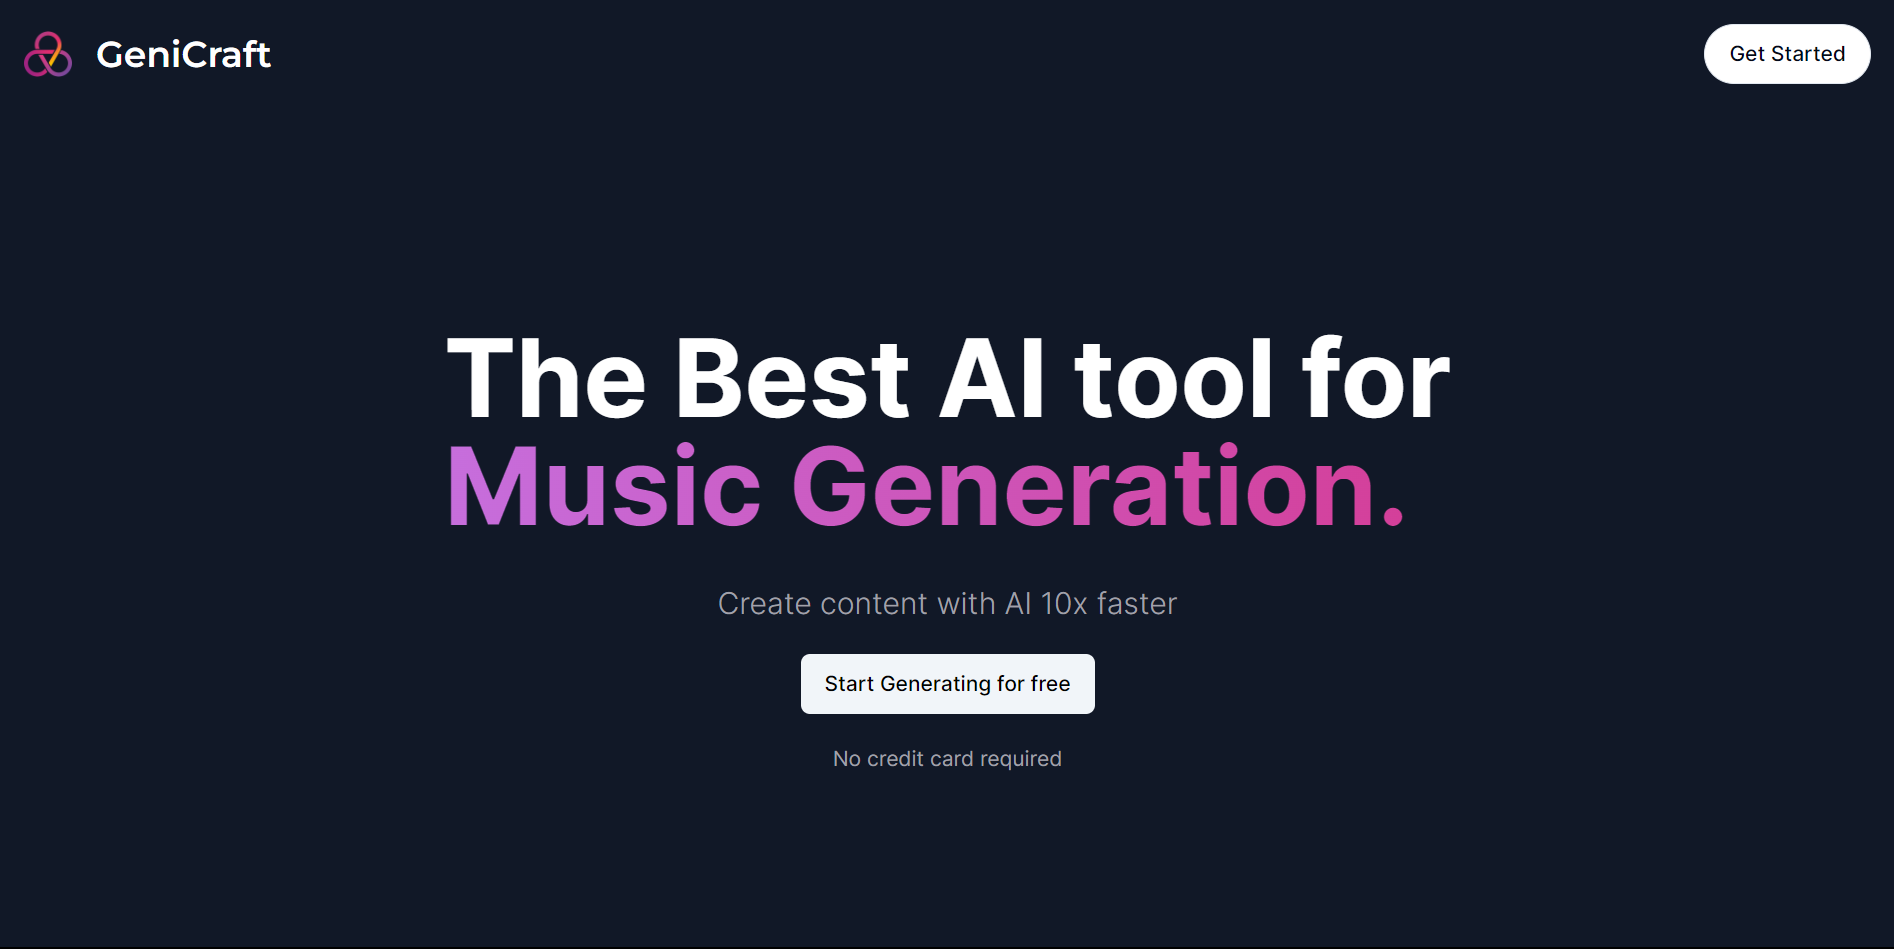 GeniCraft
Get Started
The Best AI tool for
Music Generation.
Create content with AI 10x faster
Start Generating for free
No credit card required